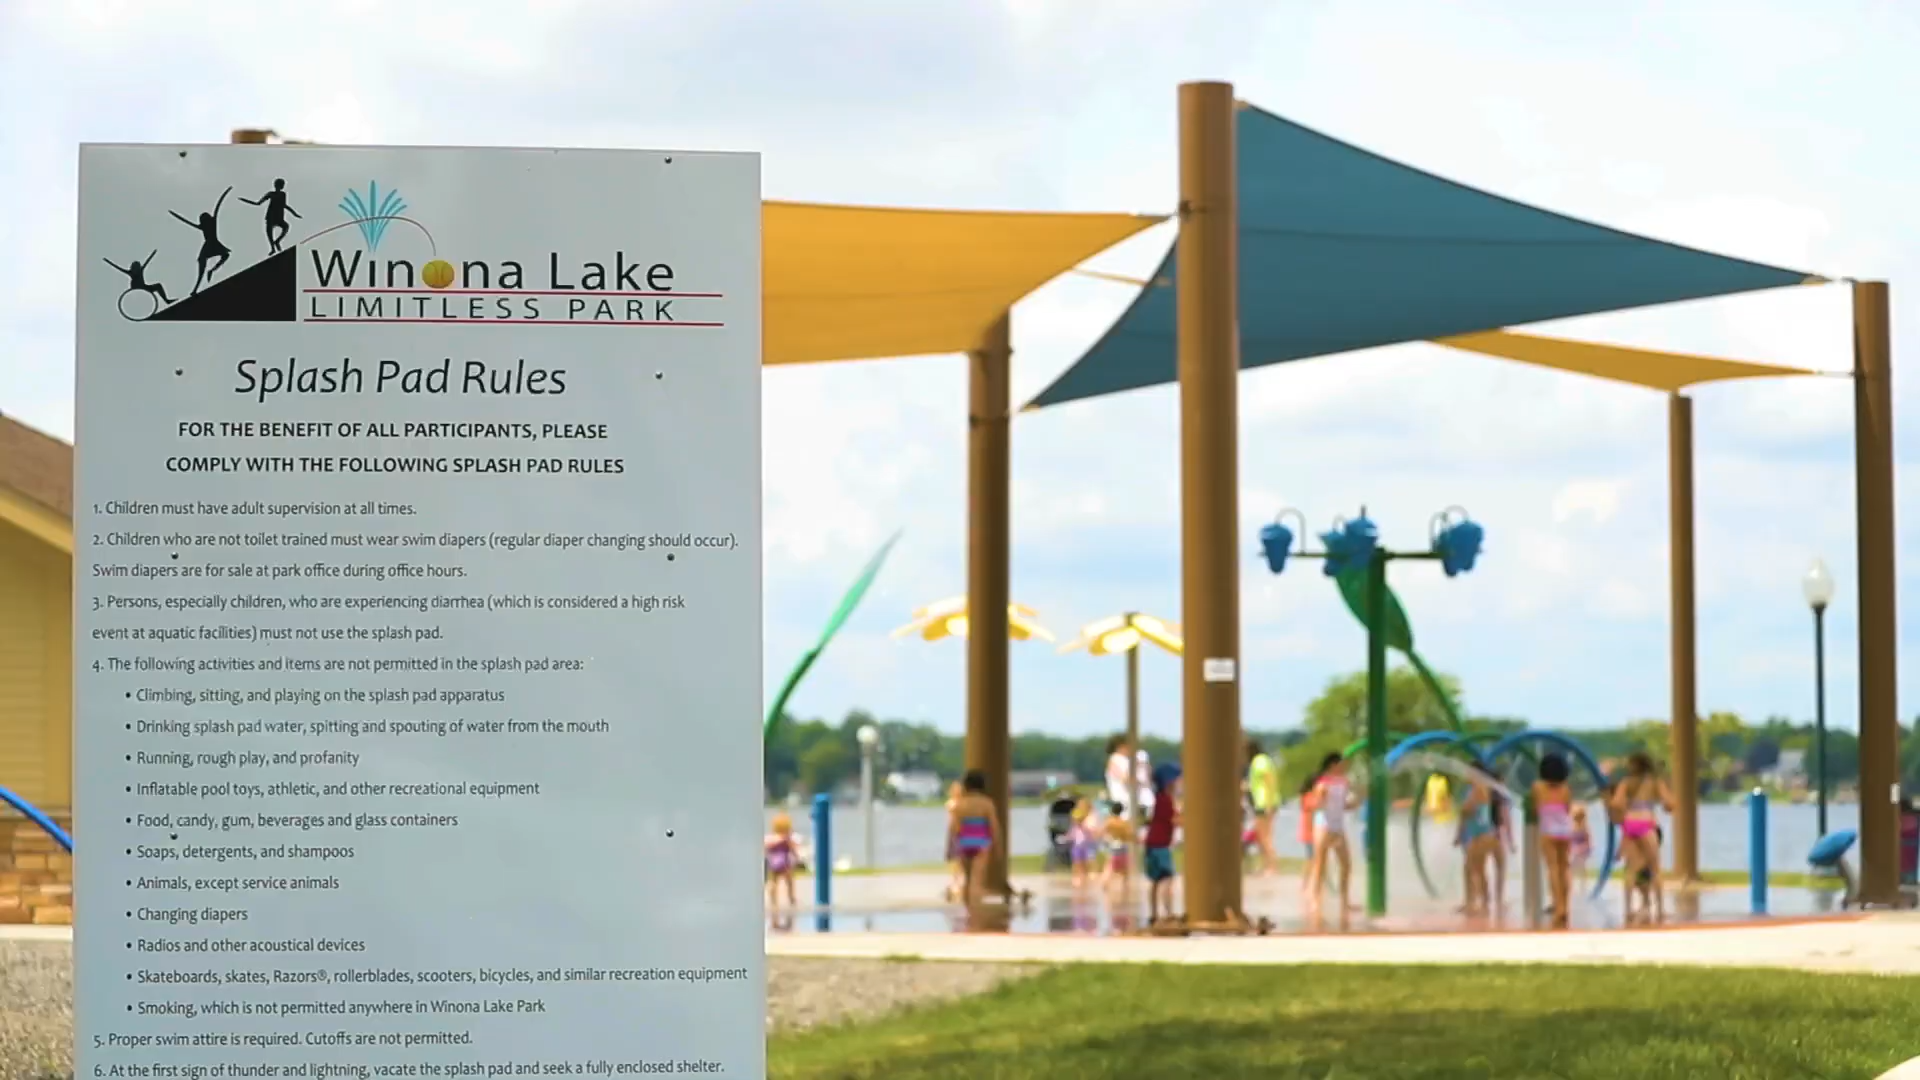 Winona Lake
LIMITLESS PARK
Splash Pad Rules
FOR THE BENEFIT OF ALL PARTICIPANTS, PLEASE
COMPLY WITH THE FOLLOWING SPLASH PAD RULES
1. Children must have adult supervision at all times.
2. Children who are not toilet trained must wear swim diapers (regular diaper changing should occur).
Swim diapers are for sale at park office during office hours.
3. Persons, especially children, who are experiencing diarrhea (which is considered a high risk
event at aquatic facilities) must not use the splash pad.
4. The following activities and items are not permitted in the splash pad area:
• Climbing, sitting, and playing on the splash pad apparatus
• Drinking splash pad water, spitting and spouting of water from the mouth
• Running, rough play, and profanity
• Inflatable pool toys, athletic, and other recreational equipment
• Food, candy, gum, beverages and glass containers
• Soaps, detergents, and shampoos
• Animals, except service animals
• Changing diapers
• Radios and other acoustical devices
• Skateboards, skates, Razors®, rollerblades, scooters, bicycles, and similar recreation equipment
• Smoking, which is not permitted anywhere in Winona Lake Park
5. Proper swim attire is required. Cutoffs are not permitted.
6. At the first sign of thunder and lightning, vacate the splash pad and seek a fully enclosed shelter.